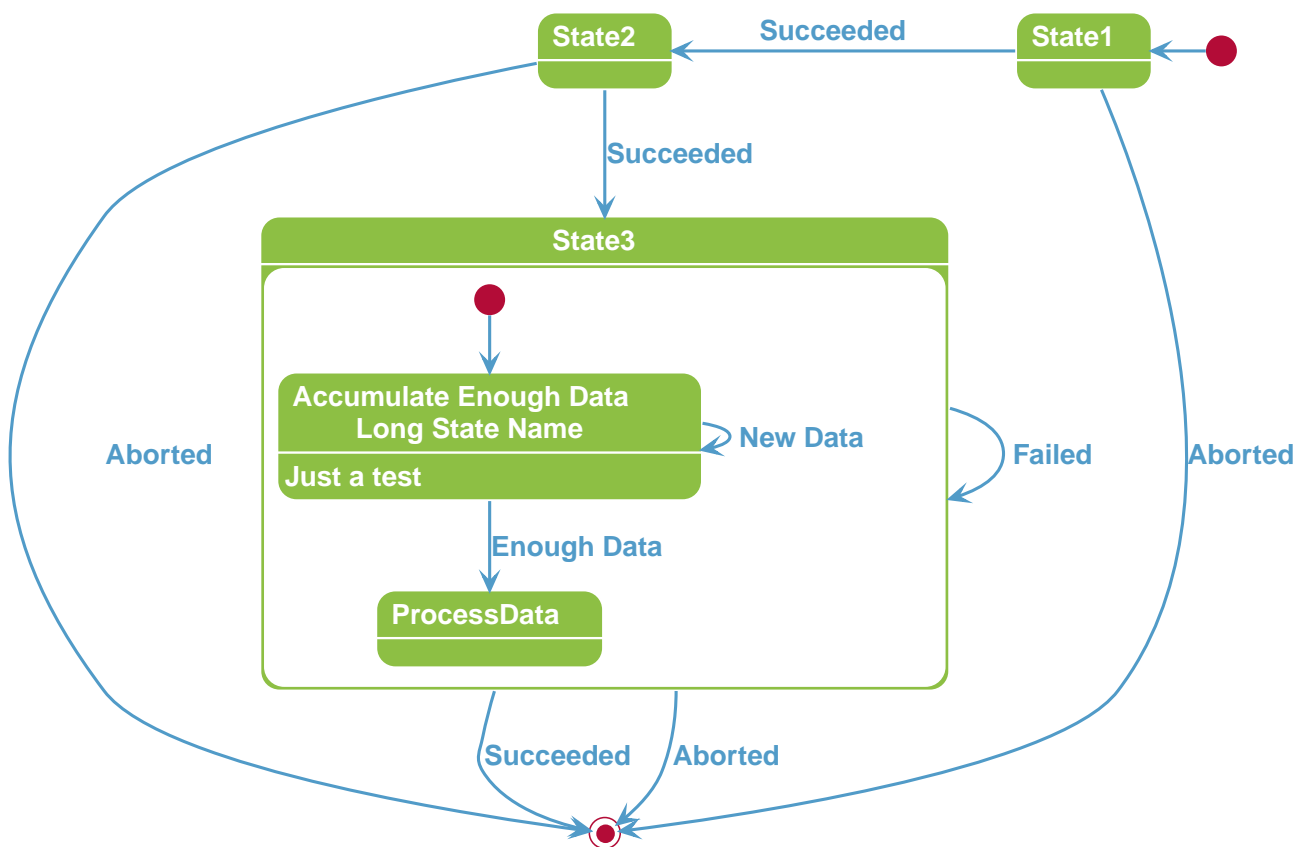 State2
Succeeded
State1
Succeeded
State3
Accumulate Enough Data
Long State Name
Just a test
New Data
Aborted
Failed
Aborted
Enough Data
ProcessData
Succeeded
Aborted